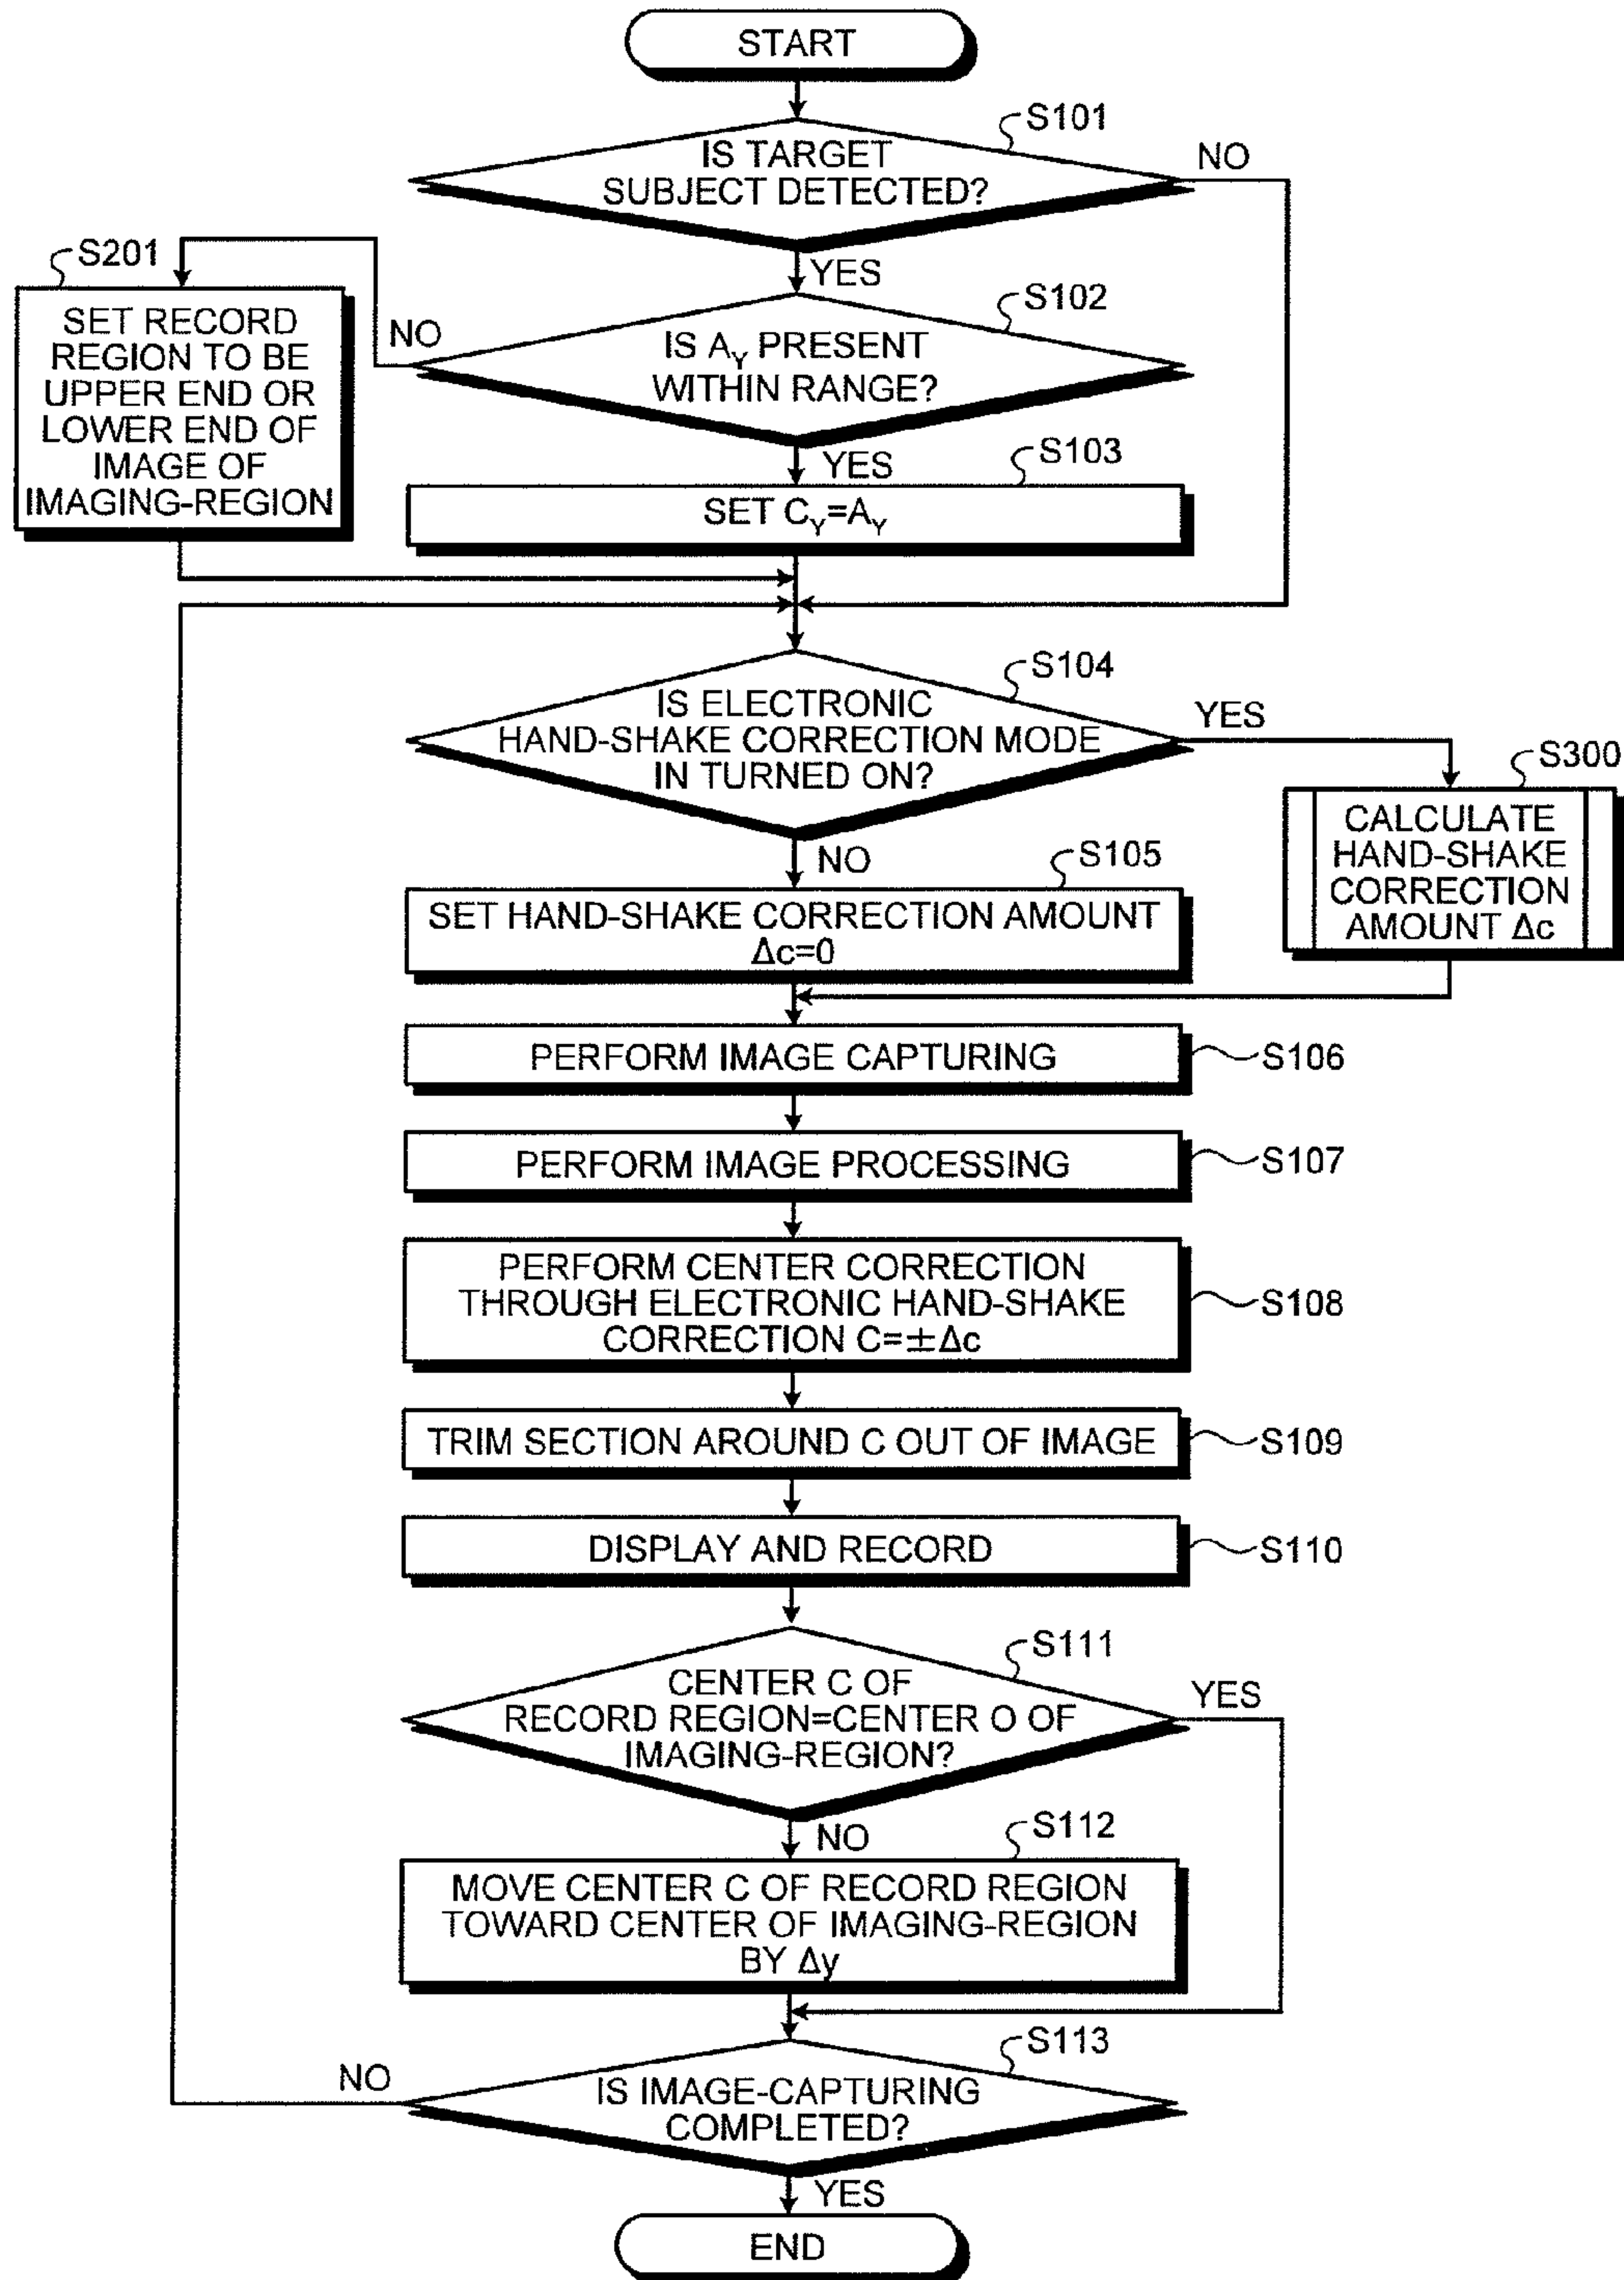 START
S101
IS TARGET
SUBJECT DETECTED?
NO
YES
S201
SET RECORD
REGION TO BE
UPPER END OR
LOWER END OF
IMAGE OF
IMAGING-REGION
NO
S102
IS A_Y PRESENT
WITHIN RANGE?
YES
S103
SET C_Y=A_Y
S104
IS ELECTRONIC
HAND-SHAKE CORRECTION MODE
IN TURNED ON?
YES
NO
S300
CALCULATE
HAND-SHAKE
CORRECTION
AMOUNT Δc
S105
SET HAND-SHAKE CORRECTION AMOUNT
Δc=0
PERFORM IMAGE CAPTURING
S106
PERFORM IMAGE PROCESSING
S107
PERFORM CENTER CORRECTION
THROUGH ELECTRONIC HAND-SHAKE
CORRECTION C=±Δc
S108
TRIM SECTION AROUND C OUT OF IMAGE
S109
DISPLAY AND RECORD
S110
S111
CENTER C OF
RECORD REGION=CENTER O OF
IMAGING-REGION?
YES
NO
S112
MOVE CENTER C OF RECORD REGION
TOWARD CENTER OF IMAGING-REGION
BY Δy
S113
NO
IS IMAGE-CAPTURING
COMPLETED?
YES
END